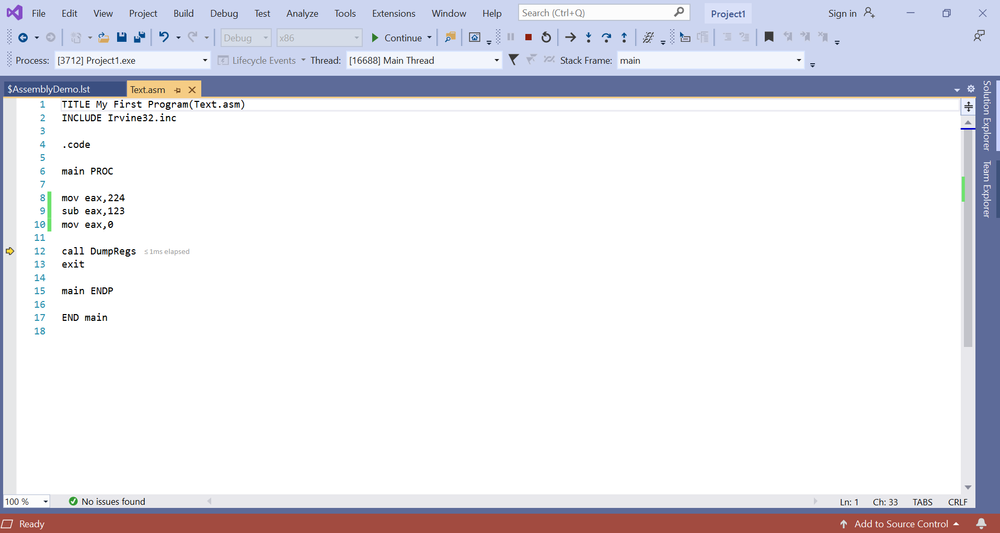 File Edit View Project Build Debug Test Analyze Tools Extensions Window Help Search (Ctrl+Q) Project1 Sign in
Debug x86 Continue
Process: [3712] Project1.exe Lifecycle Events Thread: [16688] Main Thread Stack Frame: main
$AssemblyDemo.lst Text.asm
1 TITLE My First Program(Text.asm)
2 INCLUDE Irvine32.inc
3
4 .code
5
6 main PROC
7
8 mov eax,224
9 sub eax,123
10 mov eax,0
11
12 call DumpRegs ≤1ms elapsed
13 exit
14
15 main ENDP
16
17 END main
18
Solution Explorer
Team Explorer
100 % No issues found Ln: 1 Ch: 33 TABS CRLF
Ready Add to Source Control